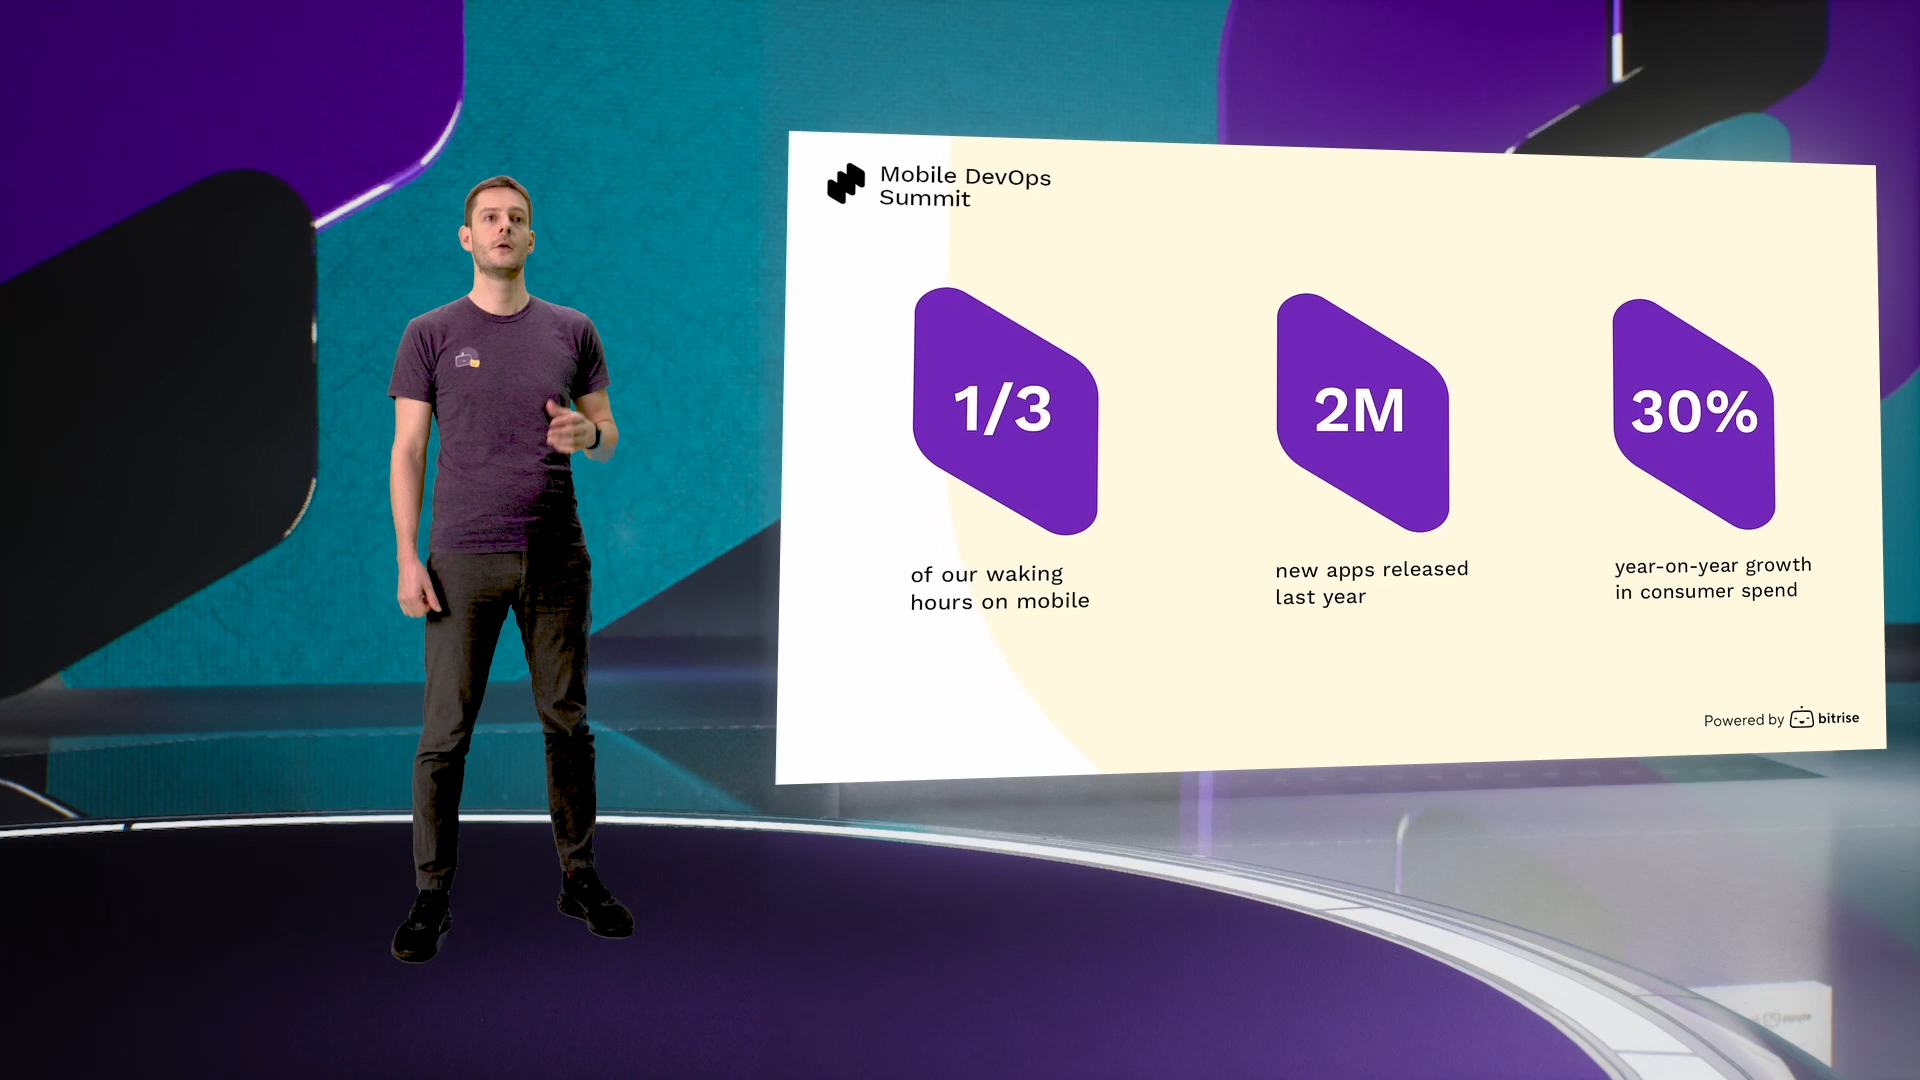 Mobile DevOps
Summit
1/3
of our waking
hours on mobile
2M
new apps released
last year
30%
year-on-year growth
in consumer spend
Powered by bitrise